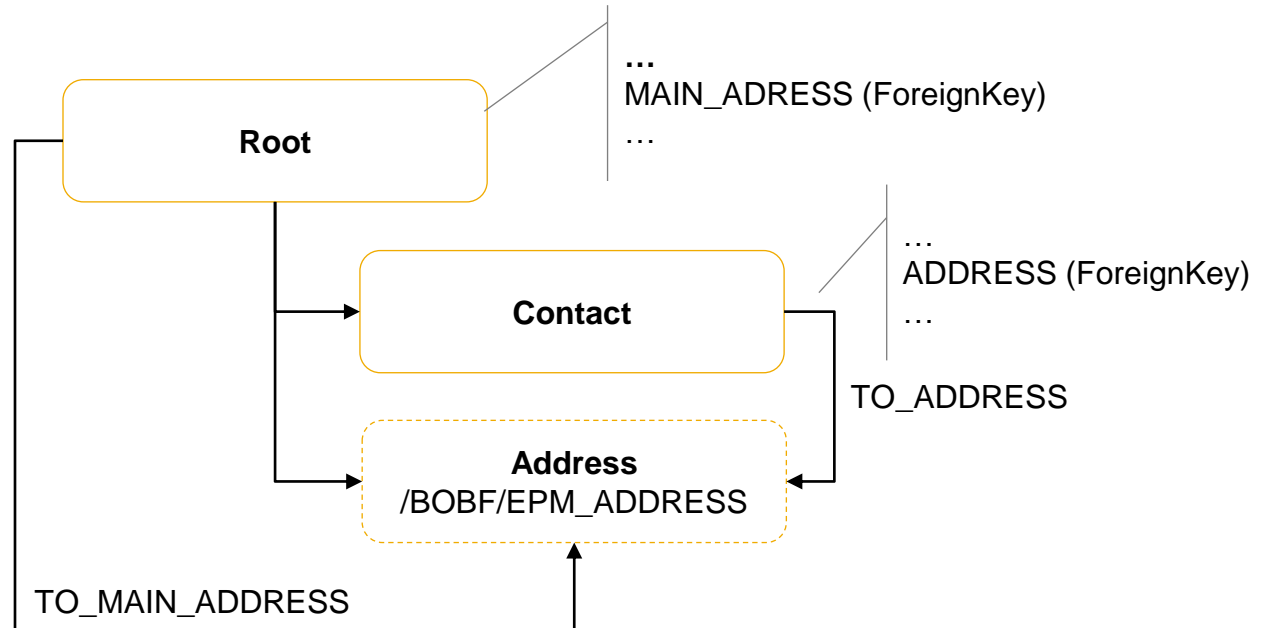 …
MAIN_ADRESS (ForeignKey)
…
Root
…
ADDRESS (ForeignKey)
…
Contact
TO_ADDRESS
Address
/BOBF/EPM_ADDRESS
TO_MAIN_ADDRESS